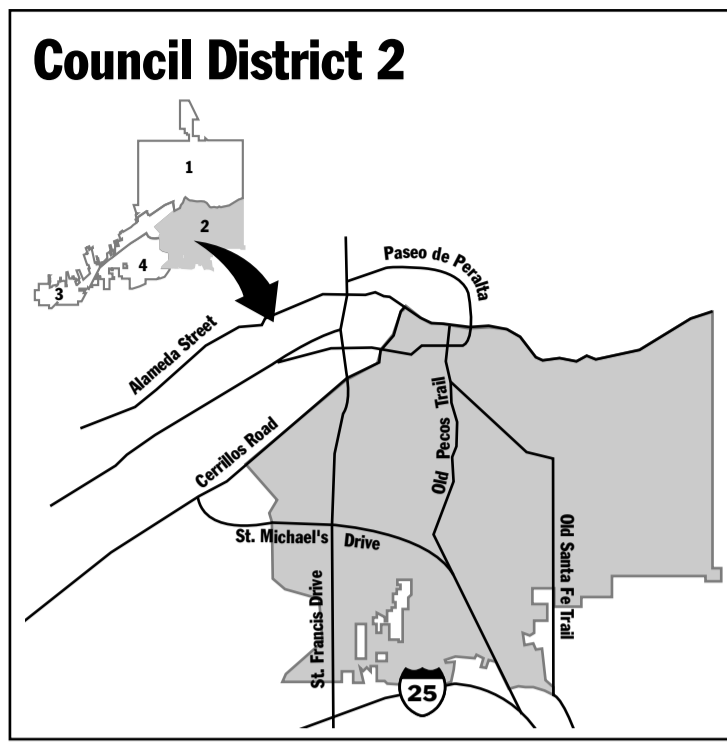 Council District 2
1
2
3
4
Paseo de Peralta
Alameda Street
Cerrillos Road
Old Pecos Trail
St. Michael's Drive
Old Santa Fe Trail
St. Francis Drive
25